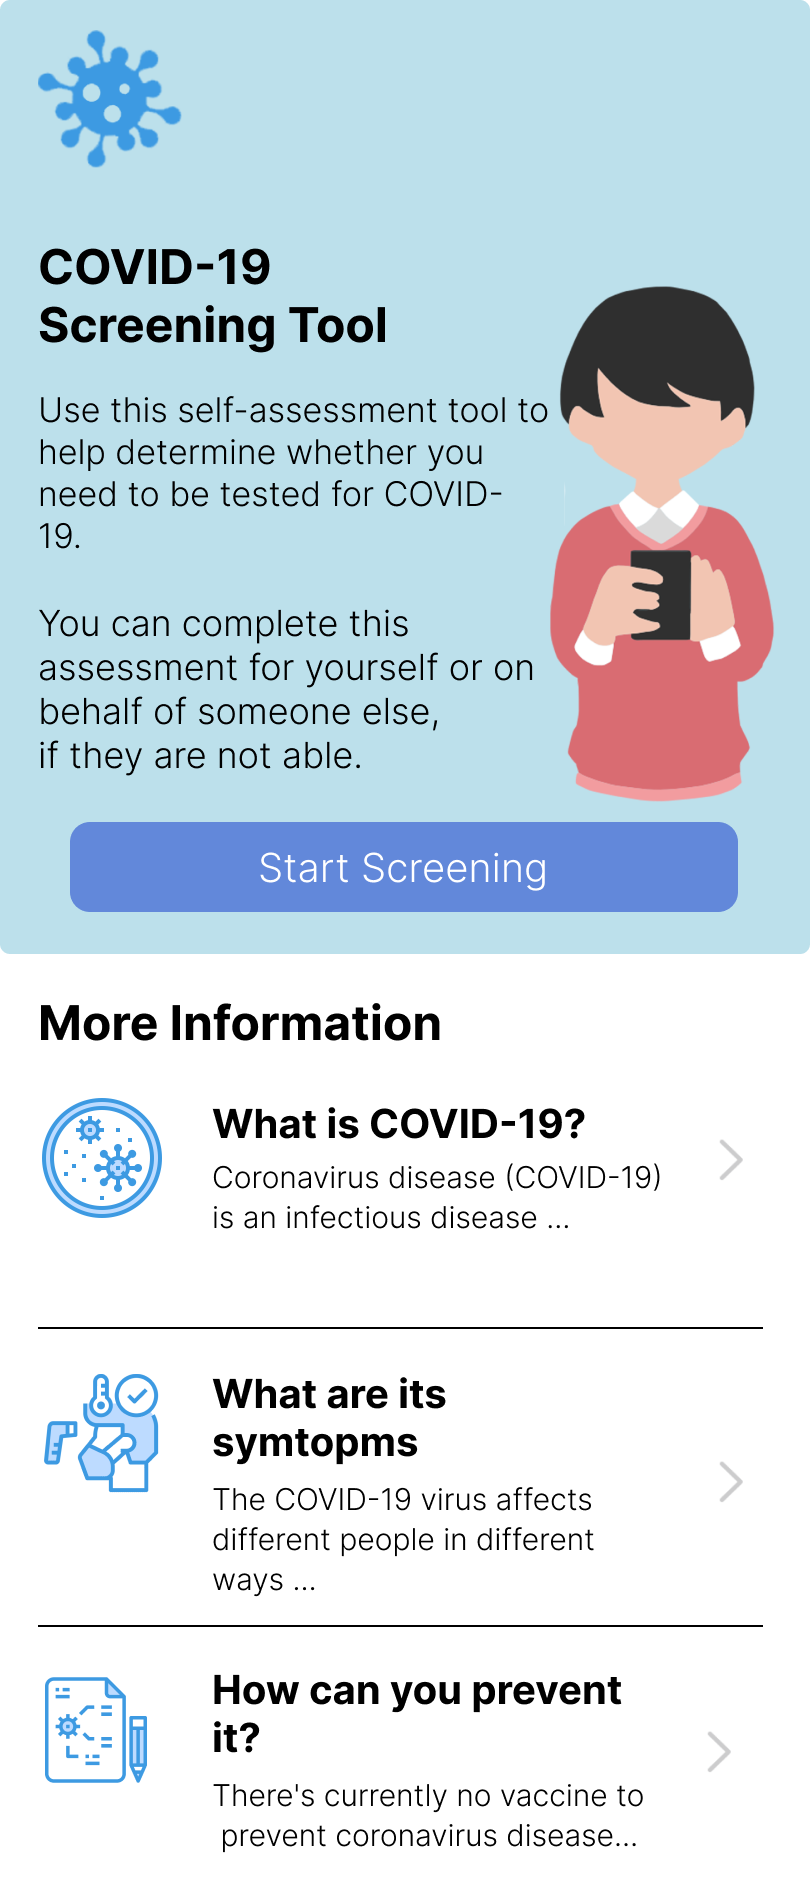 COVID-19
Screening Tool
Use this self-assessment tool to
help determine whether you
need to be tested for COVID-
19.
You can complete this
assessment for yourself or on
behalf of someone else,
if they are not able.
Start Screening
More Information
What is COVID-19?
Coronavirus disease (COVID-19)
is an infectious disease ...
What are its
symtopms
The COVID-19 virus affects
different people in different
ways ...
How can you prevent
it?
There's currently no vaccine to
prevent coronavirus disease...